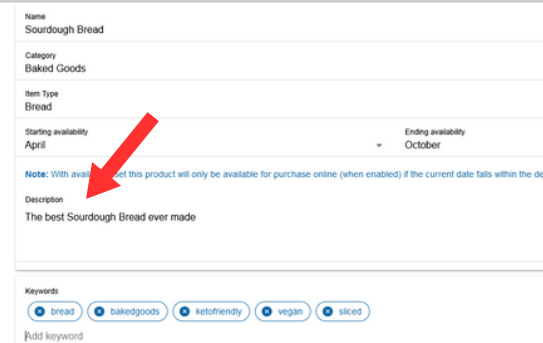 Name
Sourdough Bread
Category
Baked Goods
Item Type
Bread
Starting availability
Ending availability
April
October
Note: With set this product will only be available for purchase online (when enabled) if the current date falls within the
Description
The best Sourdough Bread ever made
Keywords
bread bakedgoods ketofriendly vegan sliced
Add keyword